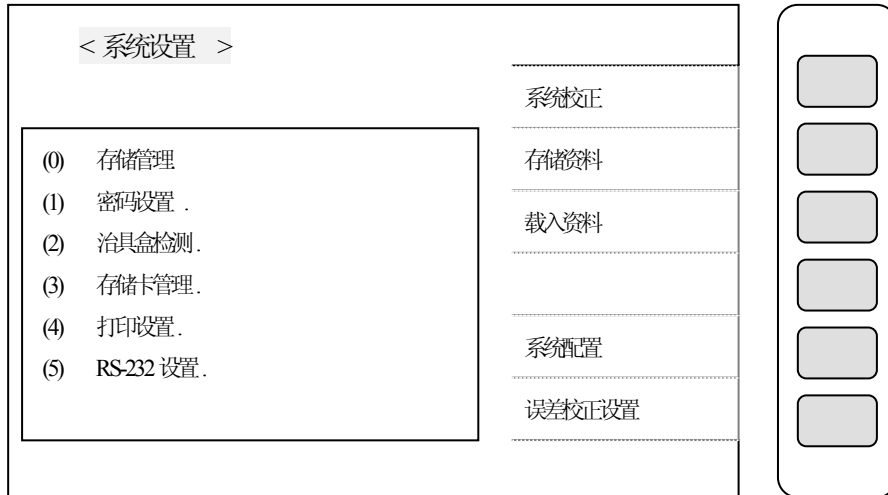 < 系统设置 >
系统校正
存储资料
载入资料
系统配置
误差校正设置
(0) 存储管理
(1) 密码设置 .
(2) 治具盒检测 .
(3) 存储卡管理 .
(4) 打印设置 .
(5) RS-232 设置 .